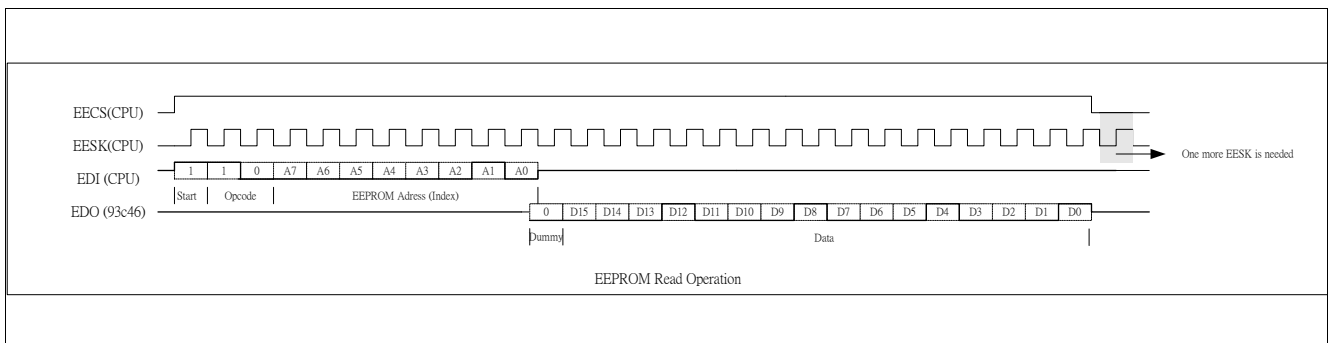 EECS(CPU)
EESK(CPU)
One more EESK is needed
EDI (CPU) 1 1 0 A7 A6 A5 A4 A3 A2 A1 A0
Start Opcode EEPROM Adress (Index)
EDO (93c46) 0 D15 D14 D13 D12 D11 D10 D9 D8 D7 D6 D5 D4 D3 D2 D1 D0
Dummy Data
EEPROM Read Operation